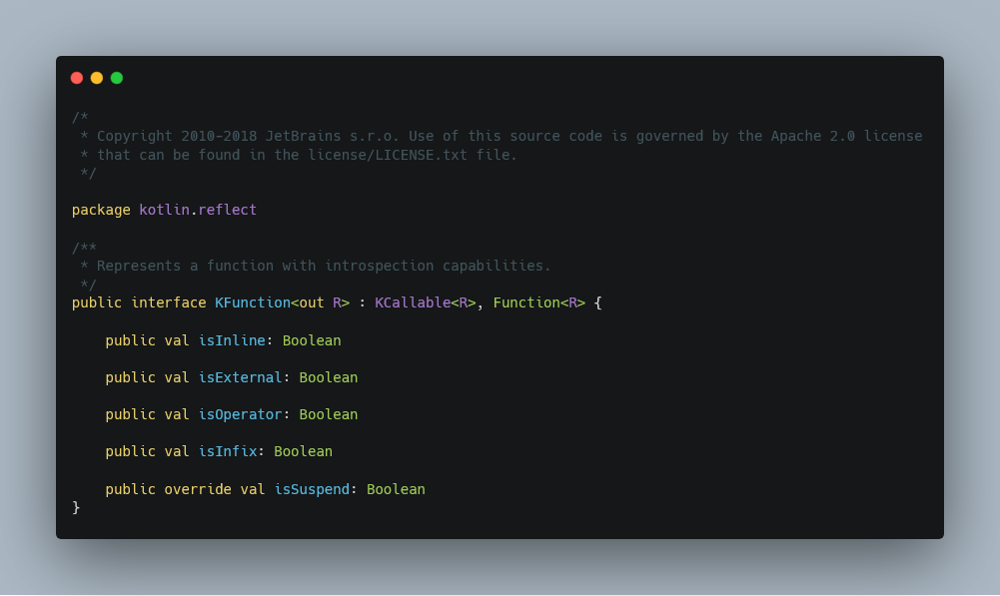 /*
 * Copyright 2010-2018 JetBrains s.r.o. Use of this source code is governed by the Apache 2.0 license
 * that can be found in the license/LICENSE.txt file.
 */
package kotlin.reflect
/**
 * Represents a function with introspection capabilities.
 */
public interface KFunction<out R> : KCallable<R>, Function<R> {
    public val isInline: Boolean
    public val isExternal: Boolean
    public val isOperator: Boolean
    public val isInfix: Boolean
    public override val isSuspend: Boolean
}